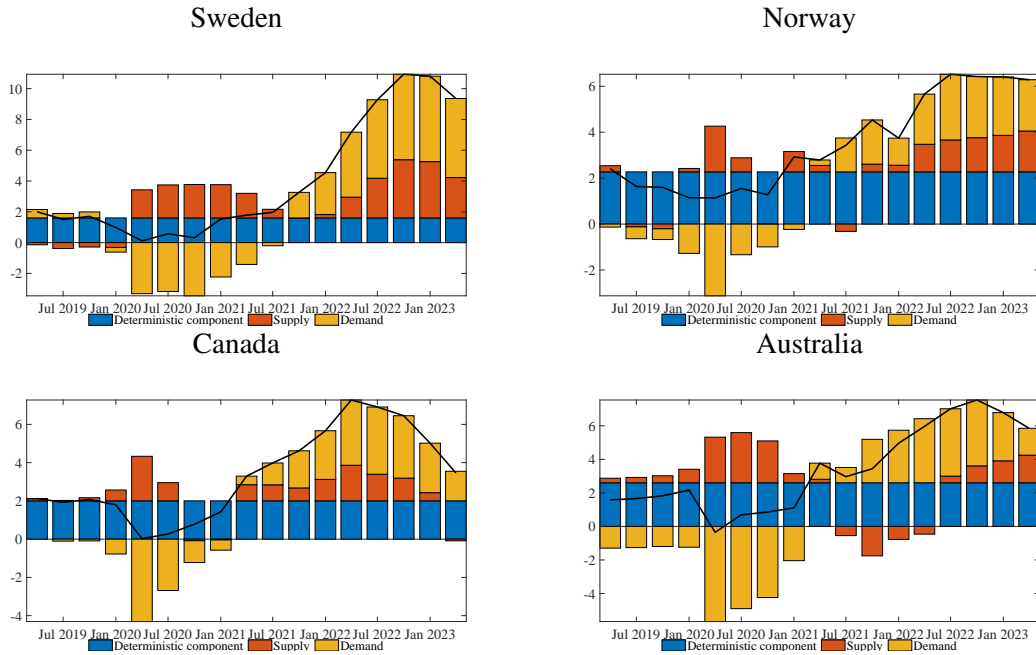 Sweden
10
8
6
4
2
0
-2
Jul 2019 Jan 2020 Jul 2020 Jan 2021 Jul 2021 Jan 2022 Jul 2022 Jan 2023
Deterministic component Supply Demand
Norway
6
4
2
0
-2
Jul 2019 Jan 2020 Jul 2020 Jan 2021 Jul 2021 Jan 2022 Jul 2022 Jan 2023
Deterministic component Supply Demand
Canada
6
4
2
0
-2
-4
Jul 2019 Jan 2020 Jul 2020 Jan 2021 Jul 2021 Jan 2022 Jul 2022 Jan 2023
Deterministic component Supply Demand
Australia
6
4
2
0
-2
-4
Jul 2019 Jan 2020 Jul 2020 Jan 2021 Jul 2021 Jan 2022 Jul 2022 Jan 2023
Deterministic component Supply Demand